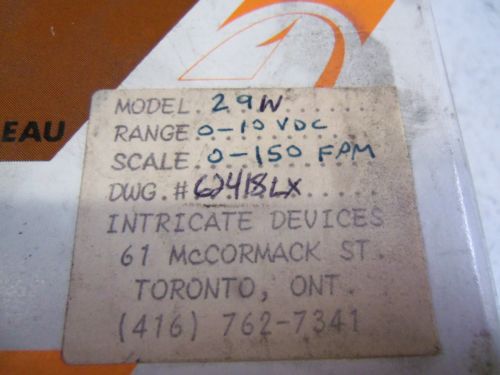 EAU
MODEL 29W
RANGE 0-10 VDC
SCALE 0-150 FPM
DWG.# 62418LX
INTRICATE DEVICES
61 McCORMACK ST.
TORONTO, ONT.
(416) 762-7341